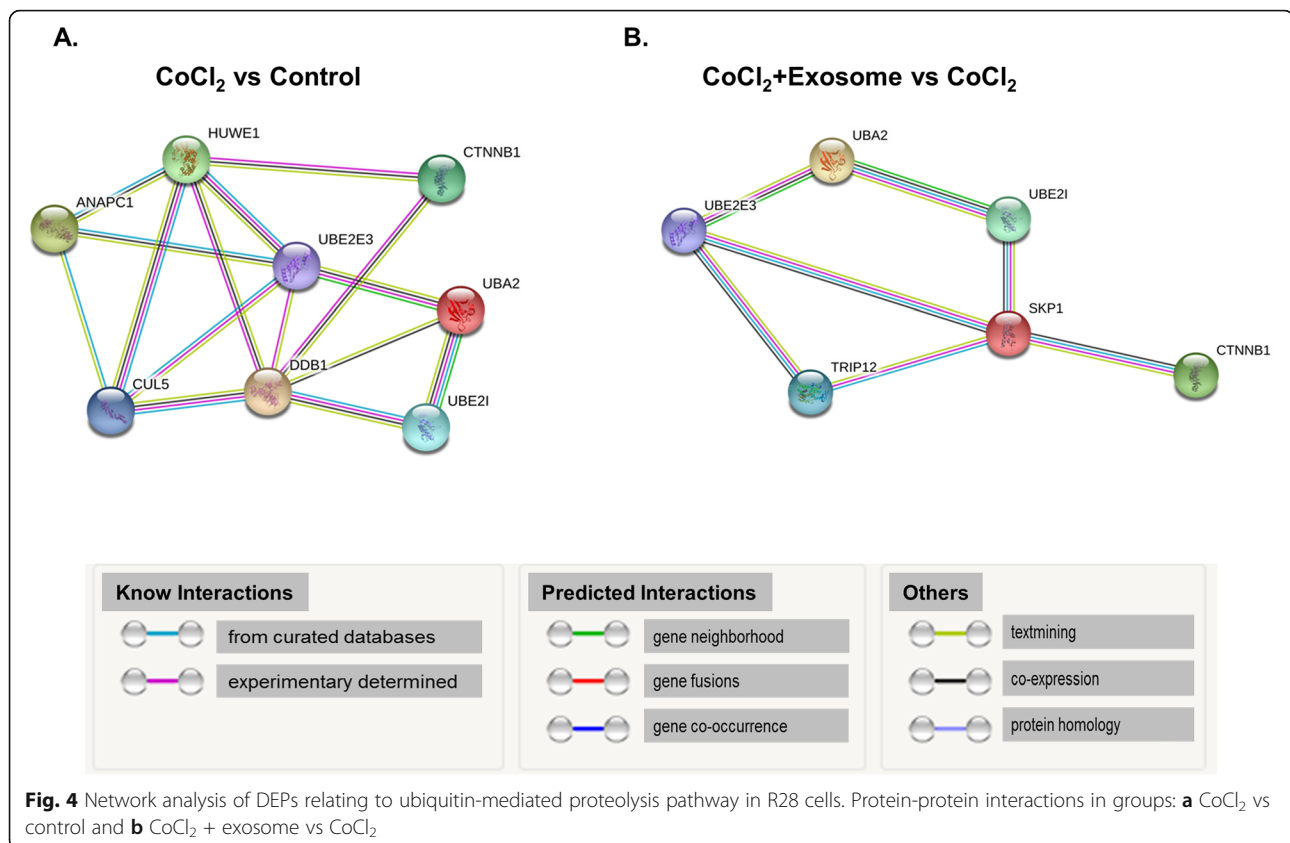 A.
B.
CoCl₂ vs Control
CoCl₂+Exosome vs CoCl₂
HUWE1
CTNNB1
ANAPC1
UBE2E3
UBA2
DDB1
CUL5
UBE2I
UBA2
UBE2I
UBE2E3
SKP1
CTNNB1
TRIP12
Know Interactions
from curated databases
experimentary determined
Predicted Interactions
gene neighborhood
gene fusions
gene co-occurrence
Others
textmining
co-expression
protein homology
Fig. 4 Network analysis of DEPs relating to ubiquitin-mediated proteolysis pathway in R28 cells. Protein-protein interactions in groups: a CoCl₂ vs
control and b CoCl₂ + exosome vs CoCl₂